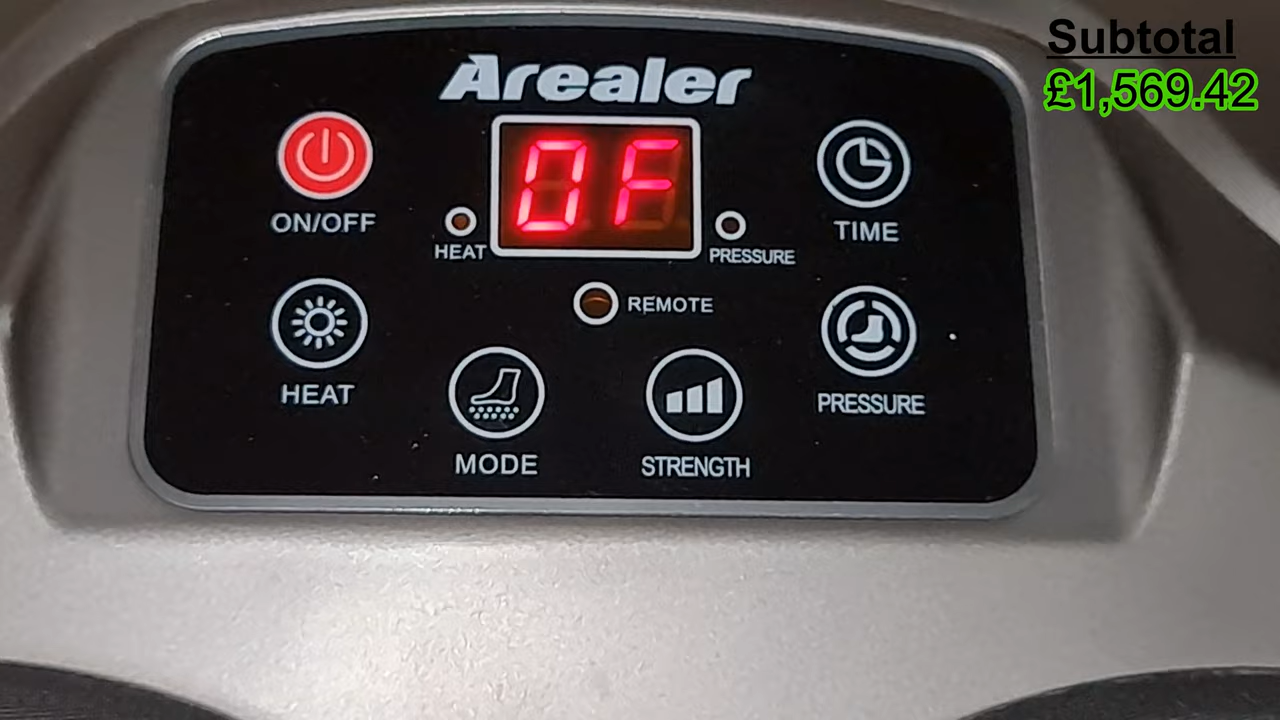 Subtotal
£1,569.42
Arealer
0F
ON/OFF
TIME
HEAT
PRESSURE
REMOTE
HEAT
PRESSURE
MODE
STRENGTH